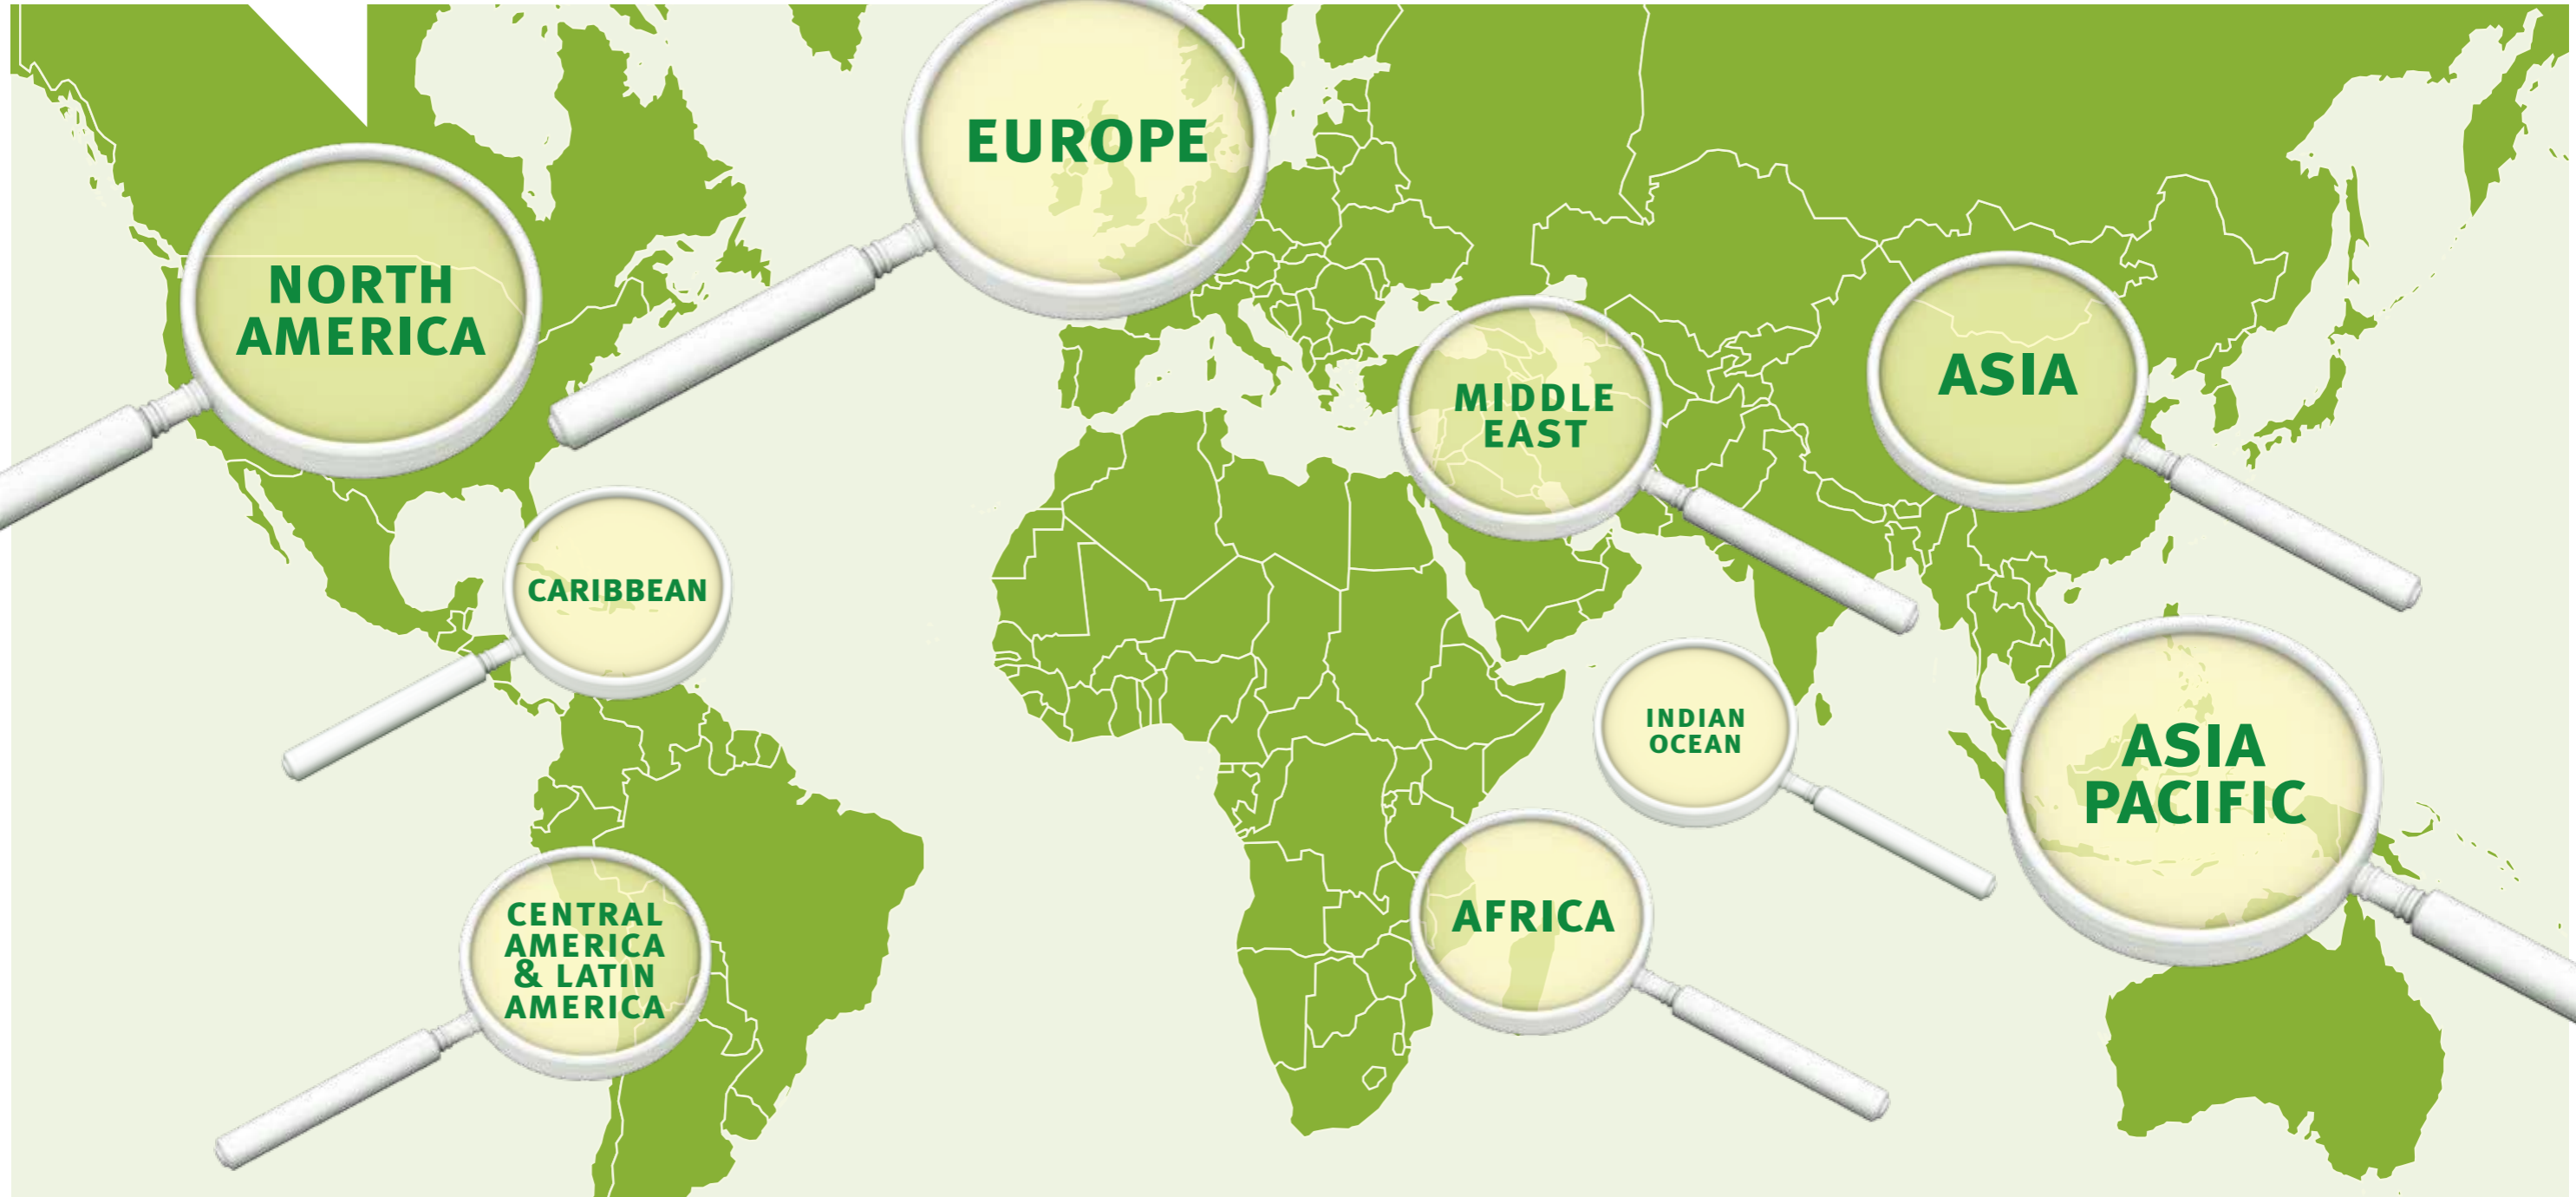 EUROPE
NORTH
AMERICA
MIDDLE
EAST
ASIA
CARIBBEAN
INDIAN
OCEAN
ASIA
PACIFIC
CENTRAL
AMERICA
& LATIN
AMERICA
AFRICA